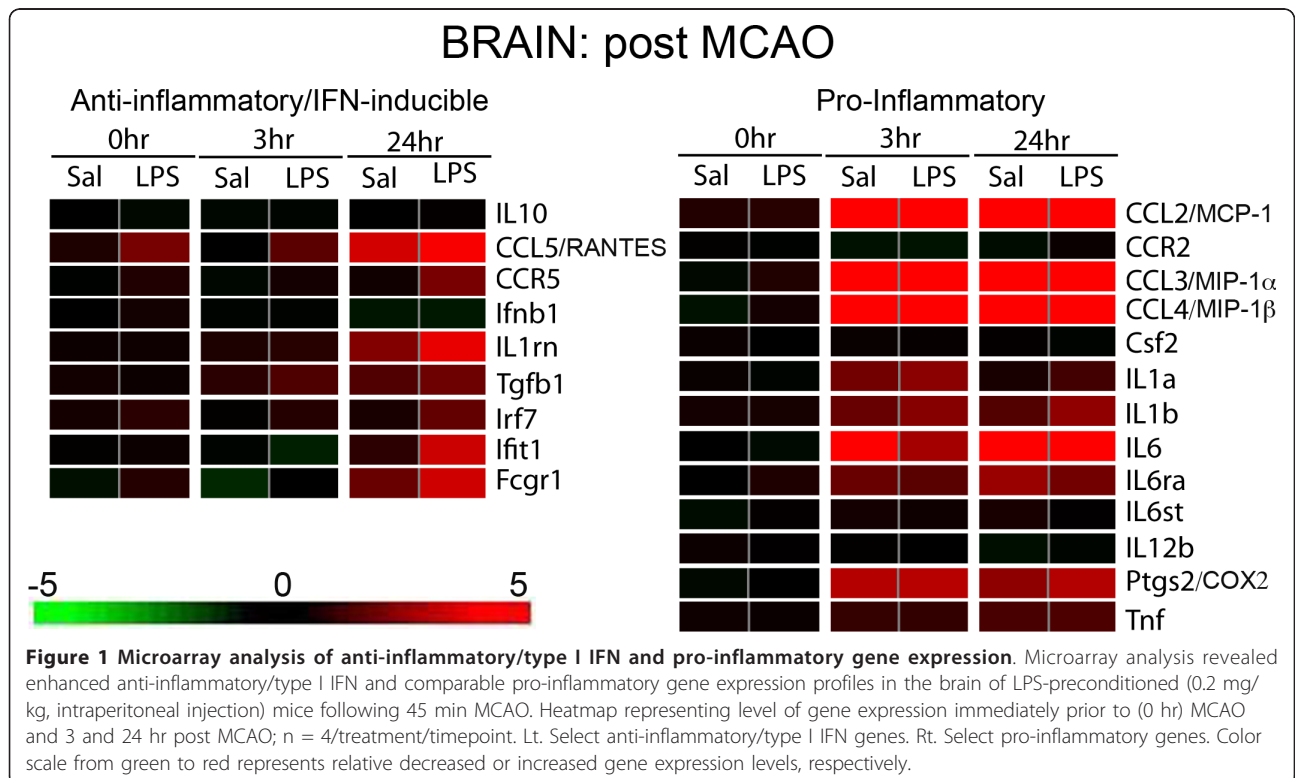 BRAIN: post MCAO
Anti-inflammatory/IFN-inducible
0hr 3hr 24hr
Sal LPS Sal LPS Sal LPS
IL10
CCL5/RANTES
CCR5
Ifnb1
IL1rn
Tgfb1
Irf7
Ifit1
Fcgr1
-5 0 5
Pro-Inflammatory
0hr 3hr 24hr
Sal LPS Sal LPS Sal LPS
CCL2/MCP-1
CCR2
CCL3/MIP-1α
CCL4/MIP-1β
Csf2
IL1a
IL1b
IL6
IL6ra
IL6st
IL12b
Ptgs2/COX2
Tnf
Figure 1 Microarray analysis of anti-inflammatory/type I IFN and pro-inflammatory gene expression. Microarray analysis revealed
enhanced anti-inflammatory/type I IFN and comparable pro-inflammatory gene expression profiles in the brain of LPS-preconditioned (0.2 mg/
kg, intraperitoneal injection) mice following 45 min MCAO. Heatmap representing level of gene expression immediately prior to (0 hr) MCAO
and 3 and 24 hr post MCAO; n = 4/treatment/timepoint. Lt. Select anti-inflammatory/type I IFN genes. Rt. Select pro-inflammatory genes. Color
scale from green to red represents relative decreased or increased gene expression levels, respectively.